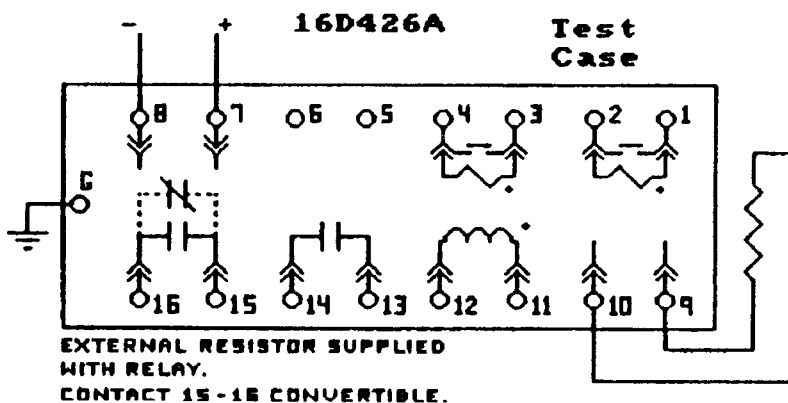 16D426A
Test
Case
- +
8 7 6 5 4 3 2 1
G
16 15 14 13 12 11 10 9
EXTERNAL RESISTOR SUPPLIED
WITH RELAY.
CONTACT 15-16 CONVERTIBLE.